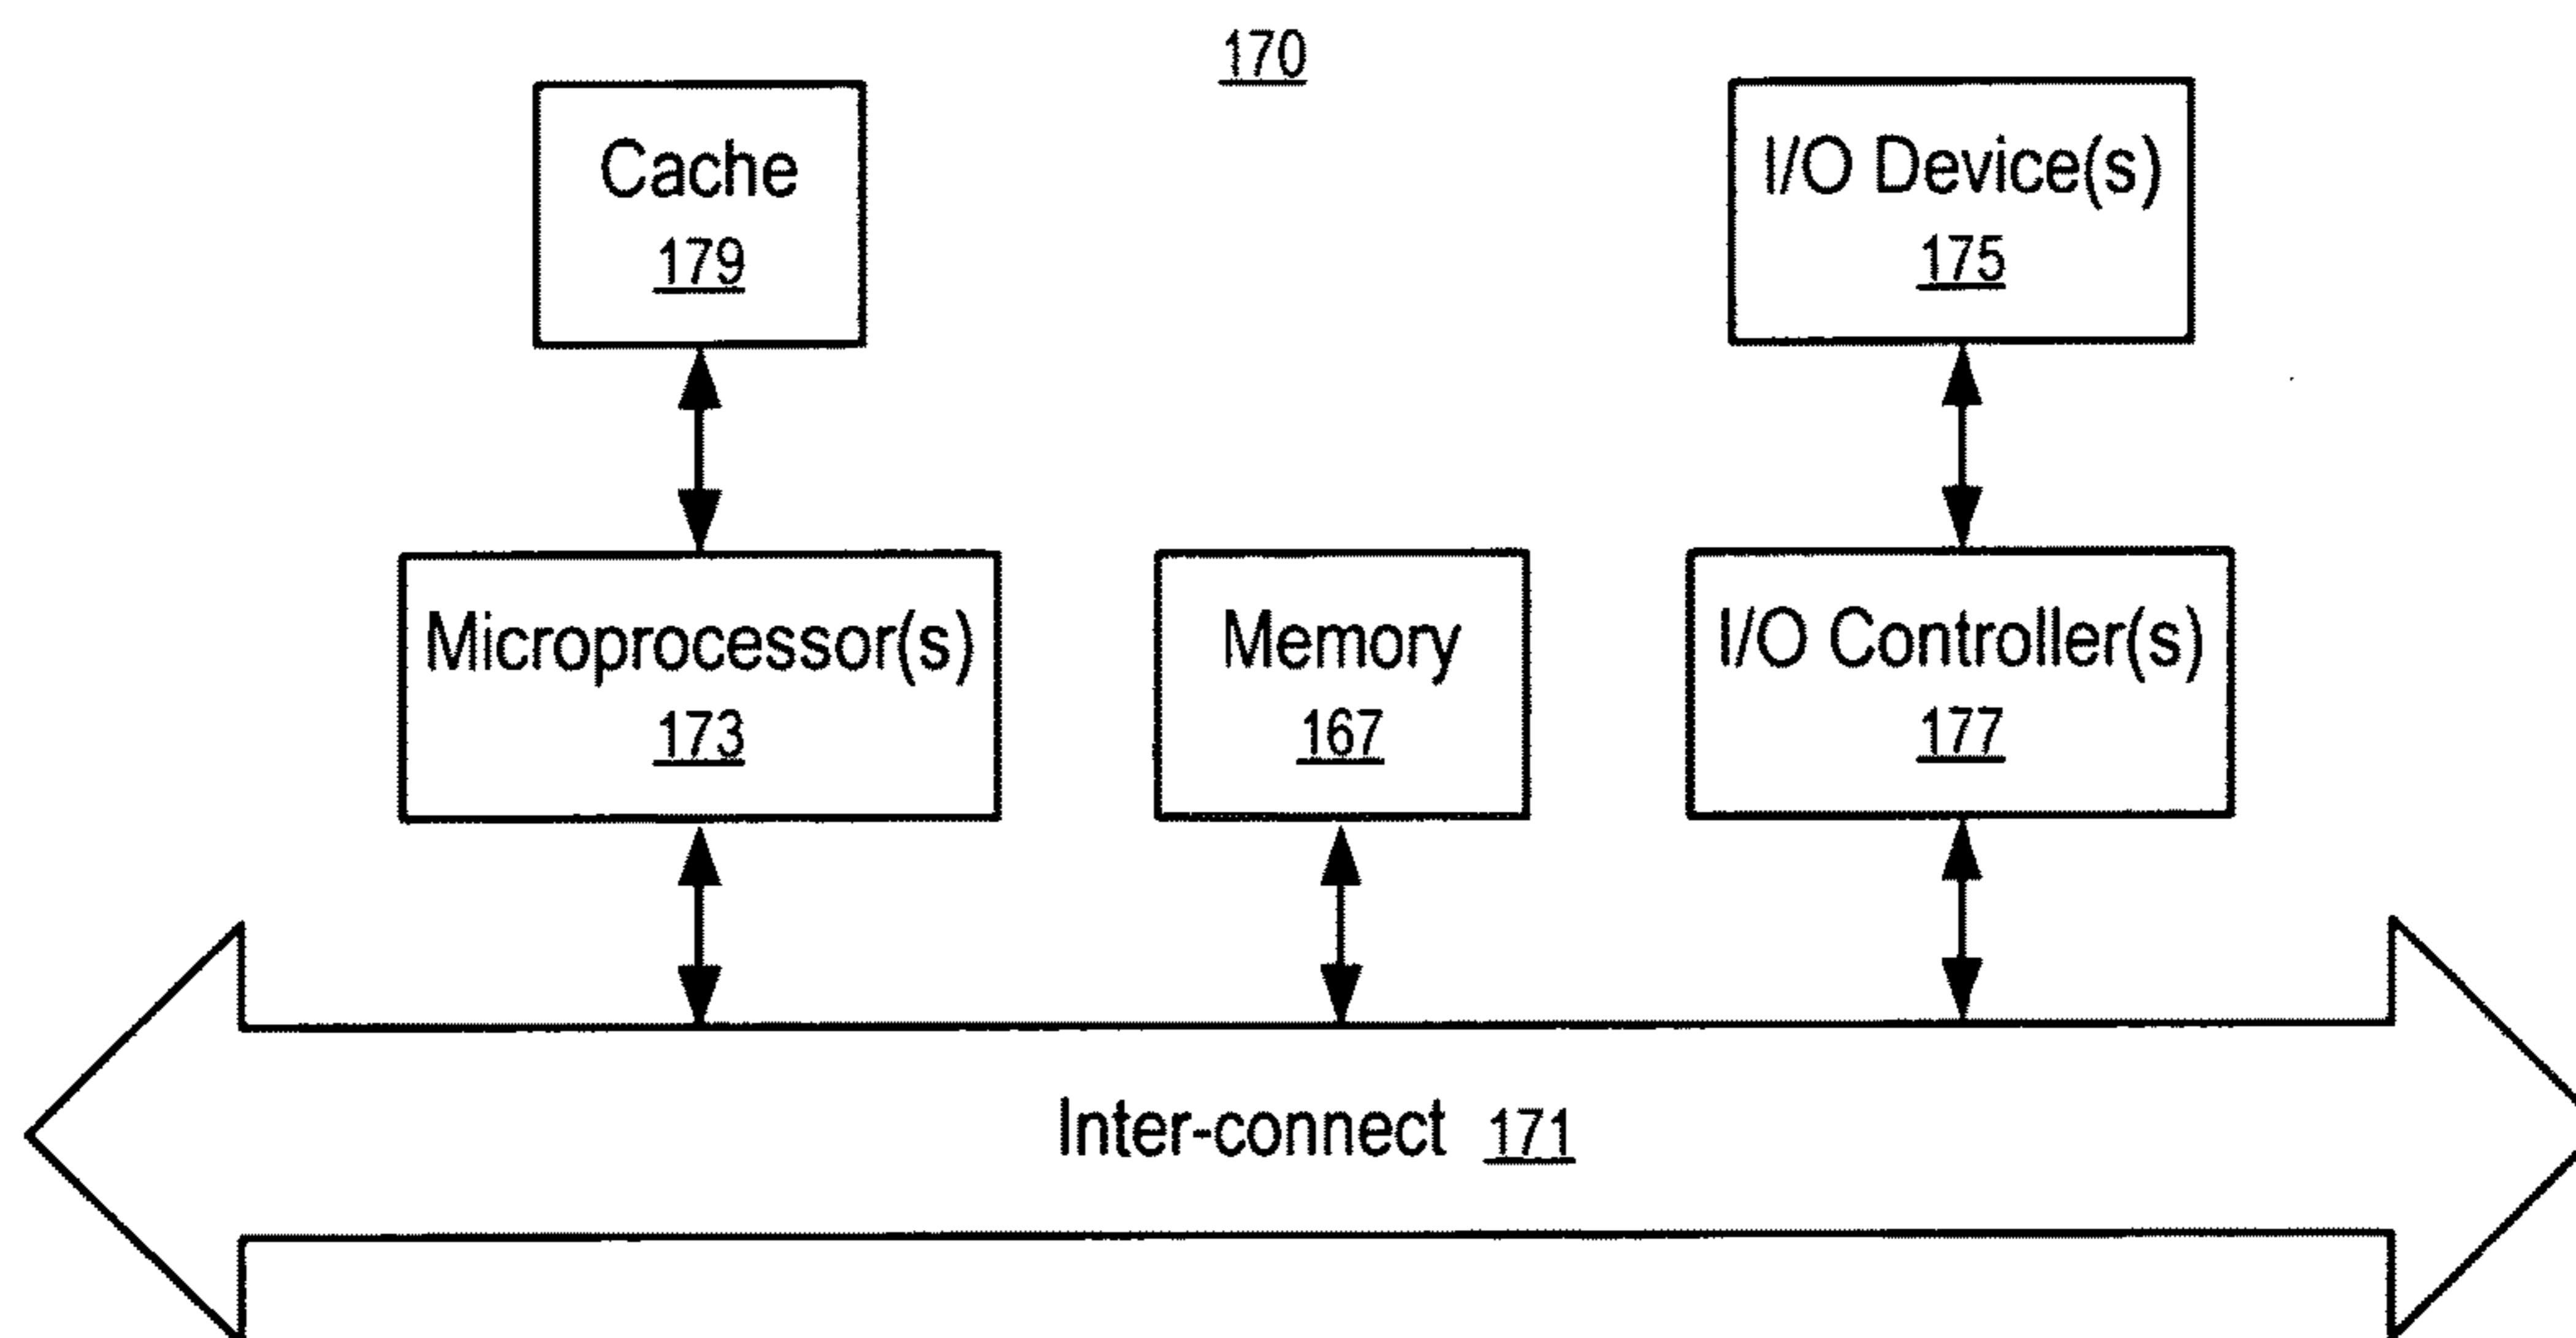 170
Cache
179
I/O Device(s)
175
Microprocessor(s)
173
Memory
167
I/O Controller(s)
177
Inter-connect 171